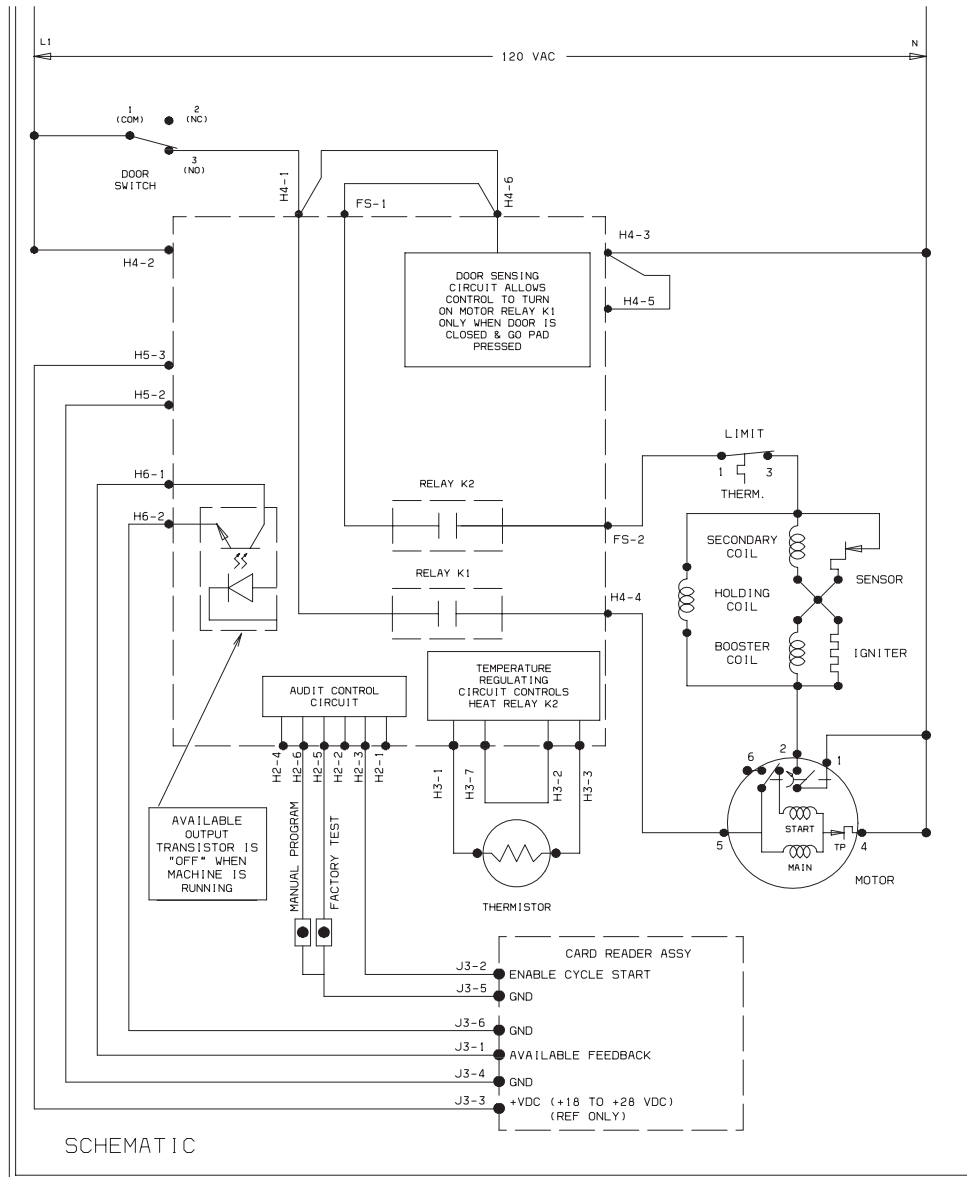 L1
N
120 VAC
1
(COM)
2
(NC)
3
(NO)
DOOR
SWITCH
H4-1
FS-1
H4-6
H4-3
H4-2
H4-5
DOOR SENSING
CIRCUIT ALLOWS
CONTROL TO TURN
ON MOTOR RELAY K1
ONLY WHEN DOOR IS
CLOSED & GO PAD
PRESSED
H5-3
H5-2
LIMIT
1
3
THERM.
H6-1
H6-2
RELAY K2
FS-2
SECONDARY
COIL
SENSOR
RELAY K1
H4-4
HOLDING
COIL
BOOSTER
COIL
IGNITER
TEMPERATURE
REGULATING
CIRCUIT CONTROLS
HEAT RELAY K2
AUDIT CONTROL
CIRCUIT
H2-4
H2-6
H2-5
H2-2
H2-3
H2-1
H3-1
H3-7
H3-2
H3-3
6
2
1
START
5
TP
4
MAIN
MOTOR
AVAILABLE
OUTPUT
TRANSISTOR IS
"OFF" WHEN
MACHINE IS
RUNNING
MANUAL PROGRAM
FACTORY TEST
THERMISTOR
CARD READER ASSY
J3-2
ENABLE CYCLE START
J3-5
GND
J3-6
GND
J3-1
AVAILABLE FEEDBACK
J3-4
GND
J3-3
+VDC (+18 TO +28 VDC)
(REF ONLY)
SCHEMATIC